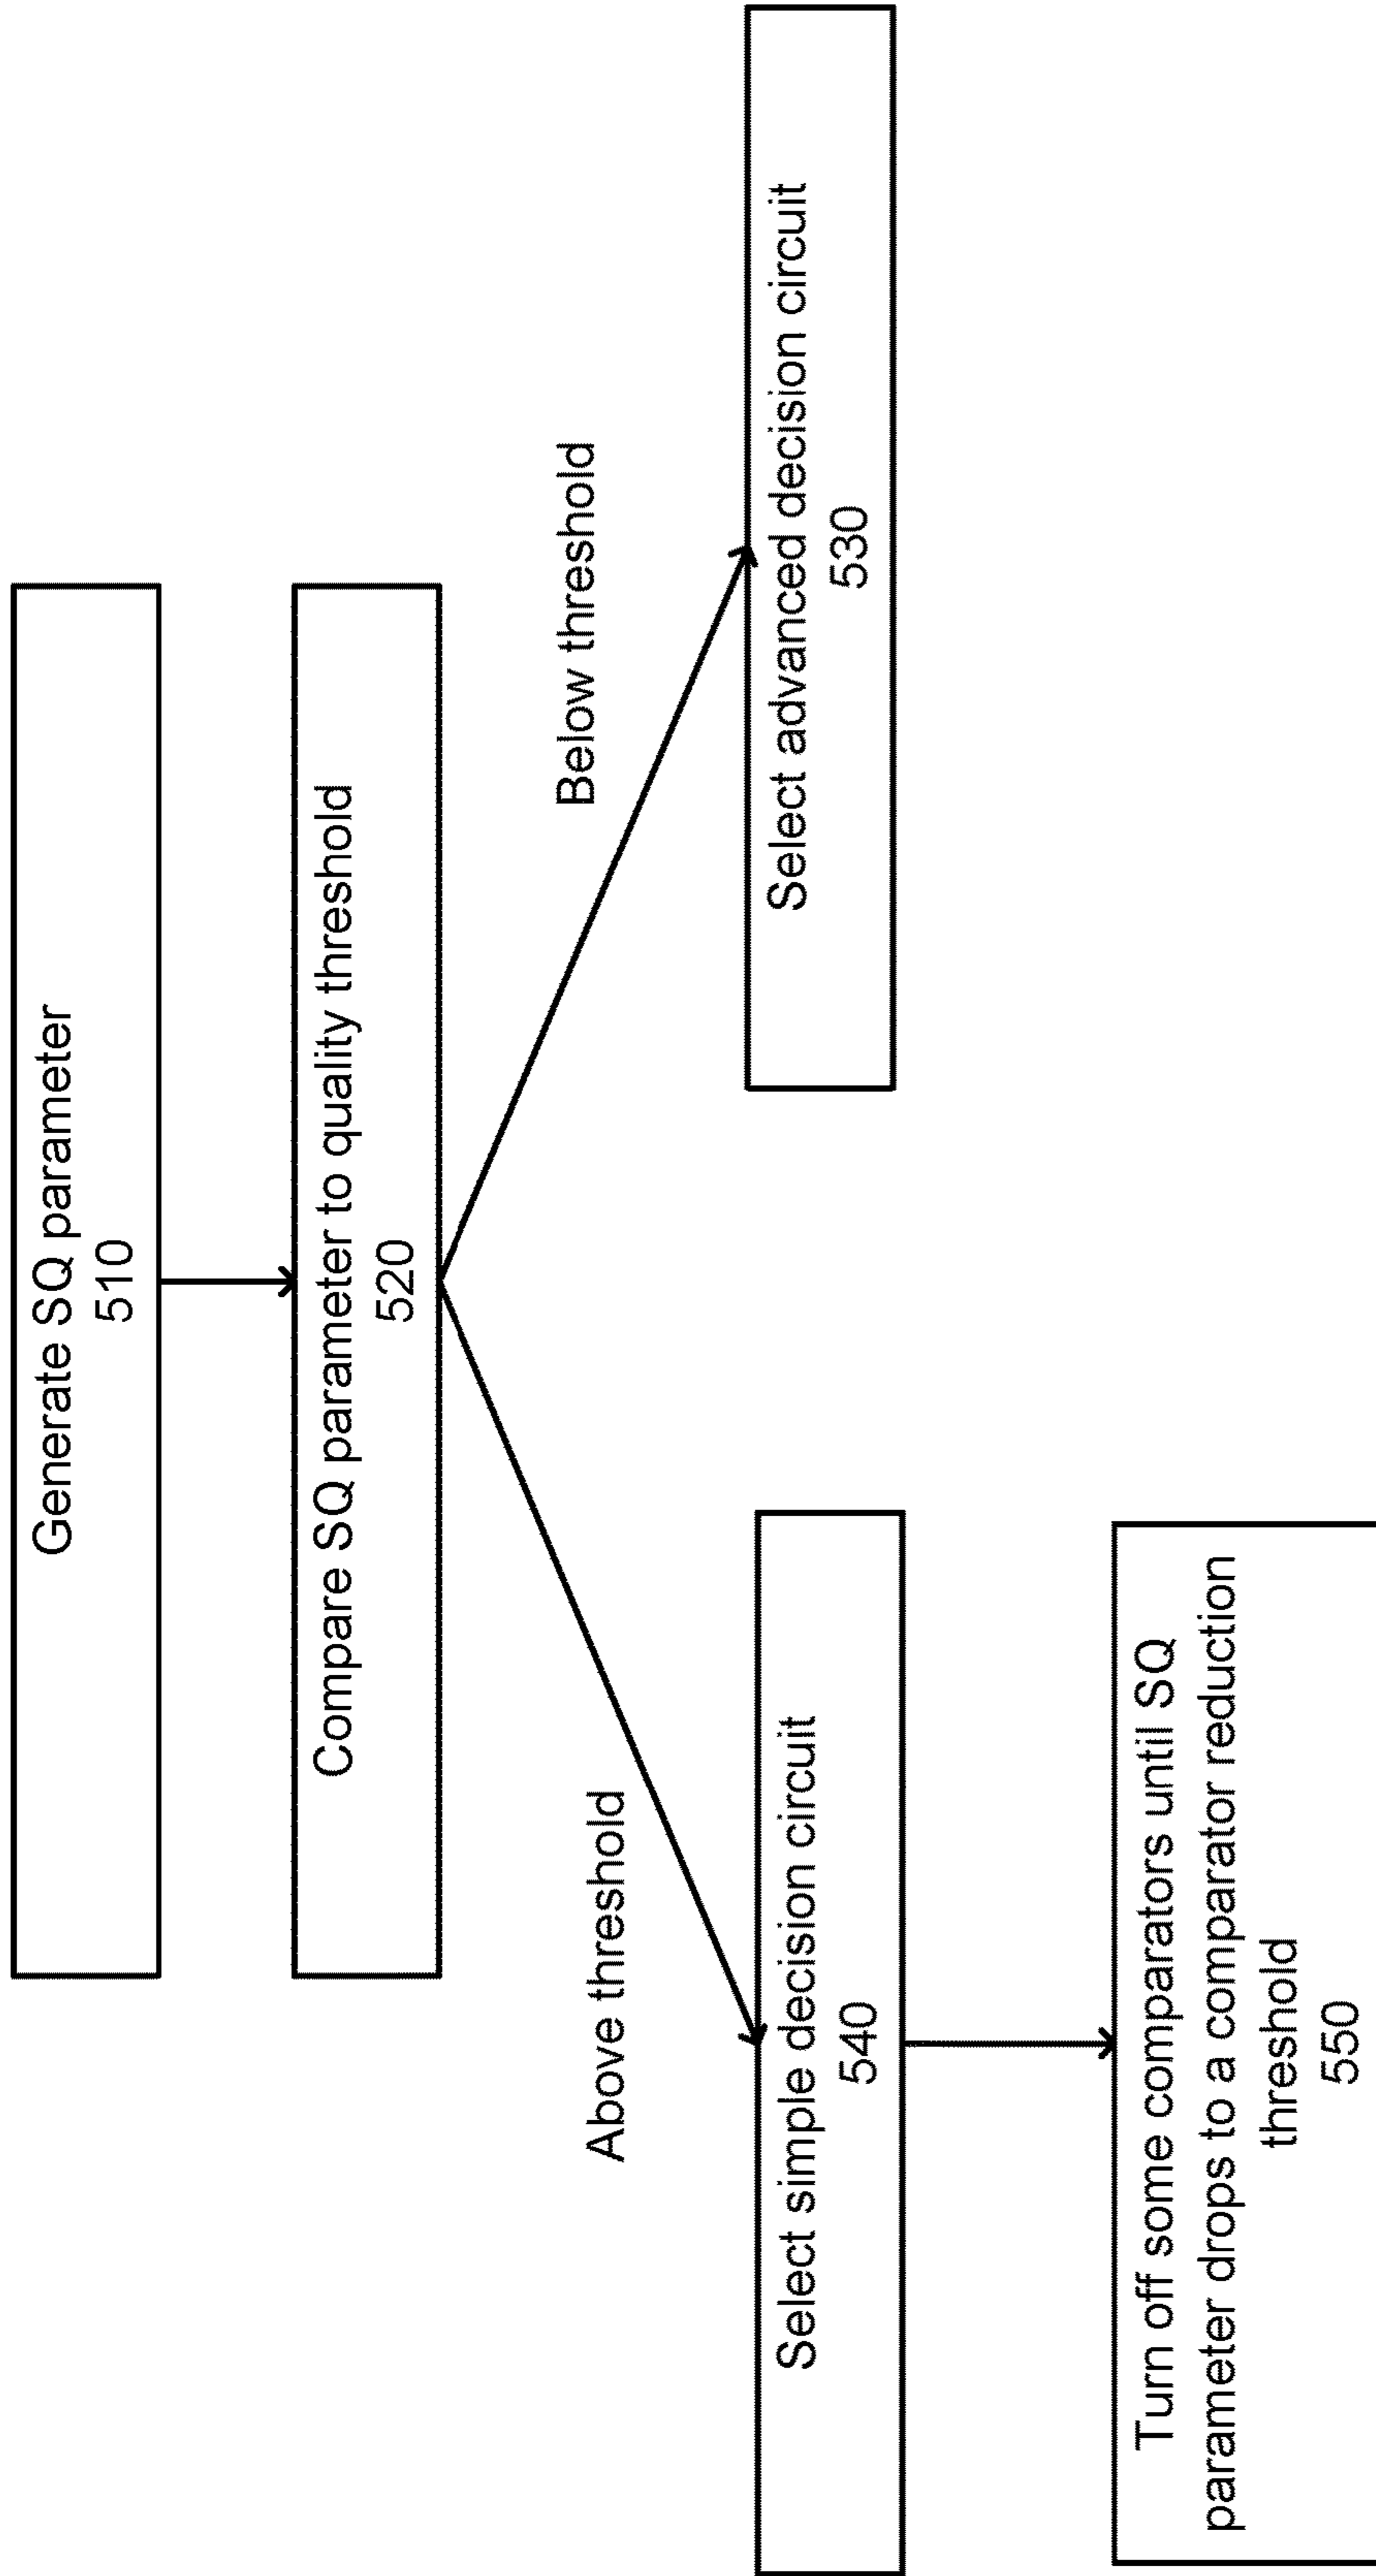 Generate SQ parameter
510
Compare SQ parameter to quality threshold
520
Above threshold
Below threshold
Select simple decision circuit
540
Select advanced decision circuit
530
Turn off some comparators until SQ
parameter drops to a comparator reduction
threshold
550